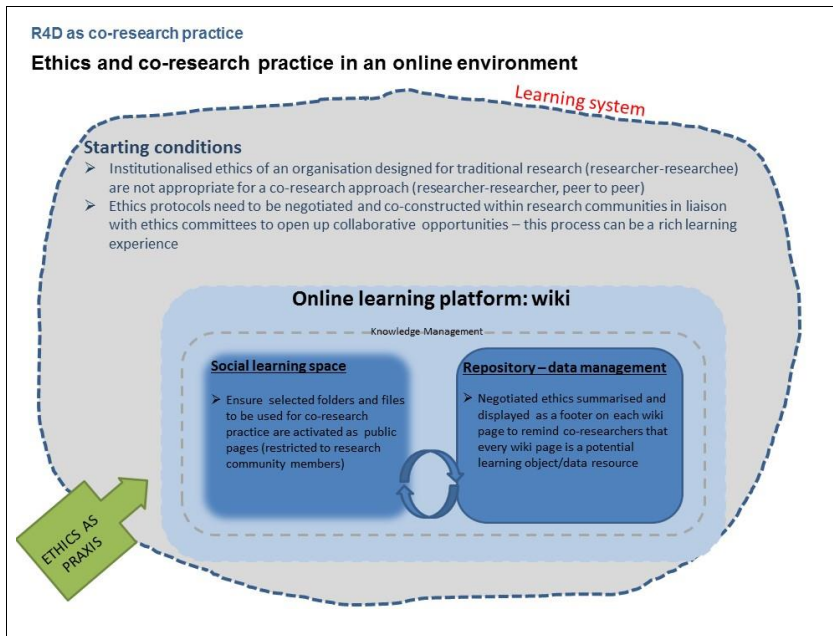 R4D as co-research practice
Ethics and co-research practice in an online environment
Learning system
Starting conditions
➤ Institutionalised ethics of an organisation designed for traditional research (researcher-researchee)
are not appropriate for a co-research approach (researcher-researcher, peer to peer)
➤ Ethics protocols need to be negotiated and co-constructed within research communities in liaison
with ethics committees to open up collaborative opportunities – this process can be a rich learning
experience
Online learning platform: wiki
Knowledge Management
Social learning space
➤ Ensure selected folders and files
to be used for co-research
practice are activated as public
pages (restricted to research
community members)
Repository – data management
➤ Negotiated ethics summarised and
displayed as a footer on each wiki
page to remind co-researchers that
every wiki page is a potential
learning object/data resource
ETHICS AS
PRAXIS